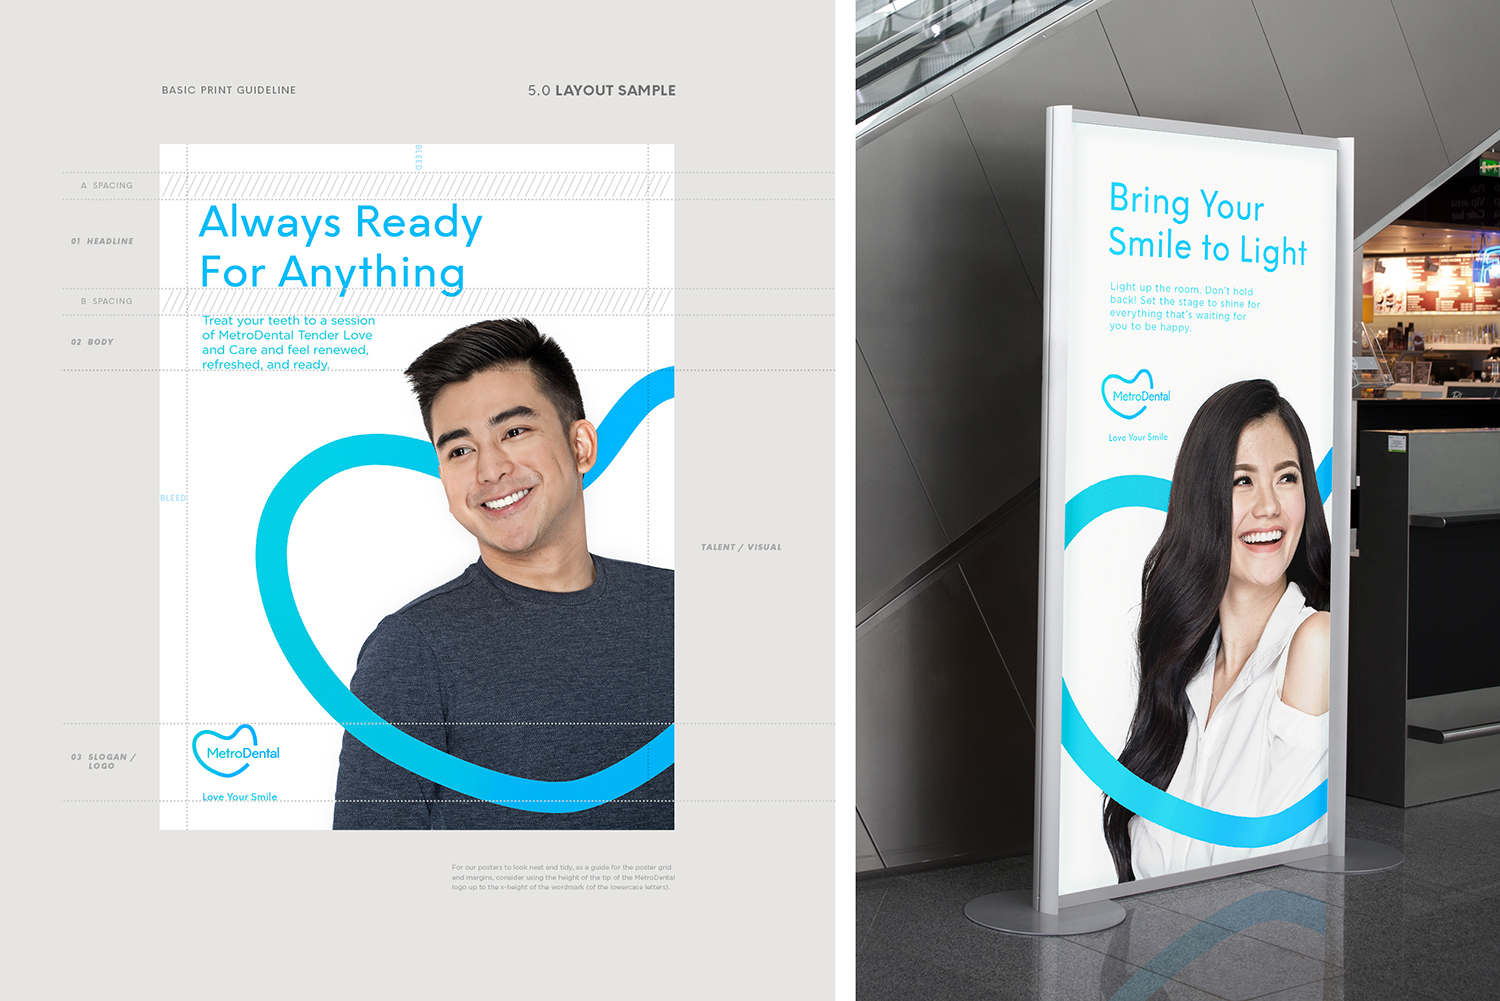 BASIC PRINT GUIDELINE
5.0 LAYOUT SAMPLE
BLEED
A SPACING
Always Ready
01 HEADLINE
For Anything
B SPACING
Treat your teeth to a session
of MetroDental Tender Love
and Care and feel renewed,
refreshed, and ready.
02 BODY
BLEED
TALENT / VISUAL
03 SLOGAN /
LOGO
MetroDental
Love Your Smile
For our posters to look neat and tidy, as a guide for the poster grid
and margins, consider using the height of the tip of the MetroDental
logo up to the x-height of the wordmark (of the lowercase letters).
Bring Your
Smile to Light
Light up the room. Don't hold
back! Set the stage to shine for
everything that's waiting for
you to be happy.
MetroDental
Love Your Smile